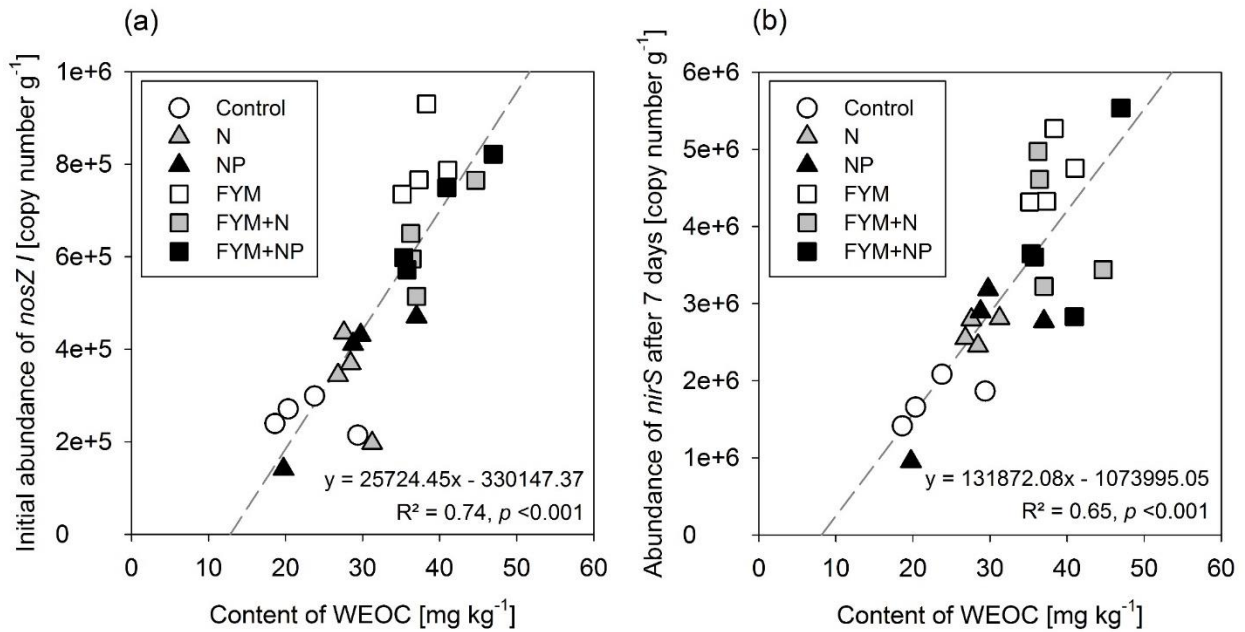 (a)
Initial abundance of nosZ I [copy number g⁻¹]
1e+6
8e+5
6e+5
4e+5
2e+5
0
Control
N
NP
FYM
FYM+N
FYM+NP
y = 25724.45x - 330147.37
R² = 0.74, p <0.001
0 10 20 30 40 50 60
Content of WEOC [mg kg⁻¹]
(b)
Abundance of nirS after 7 days [copy number g⁻¹]
6e+6
5e+6
4e+6
3e+6
2e+6
1e+6
0
Control
N
NP
FYM
FYM+N
FYM+NP
y = 131872.08x - 1073995.05
R² = 0.65, p <0.001
0 10 20 30 40 50 60
Content of WEOC [mg kg⁻¹]